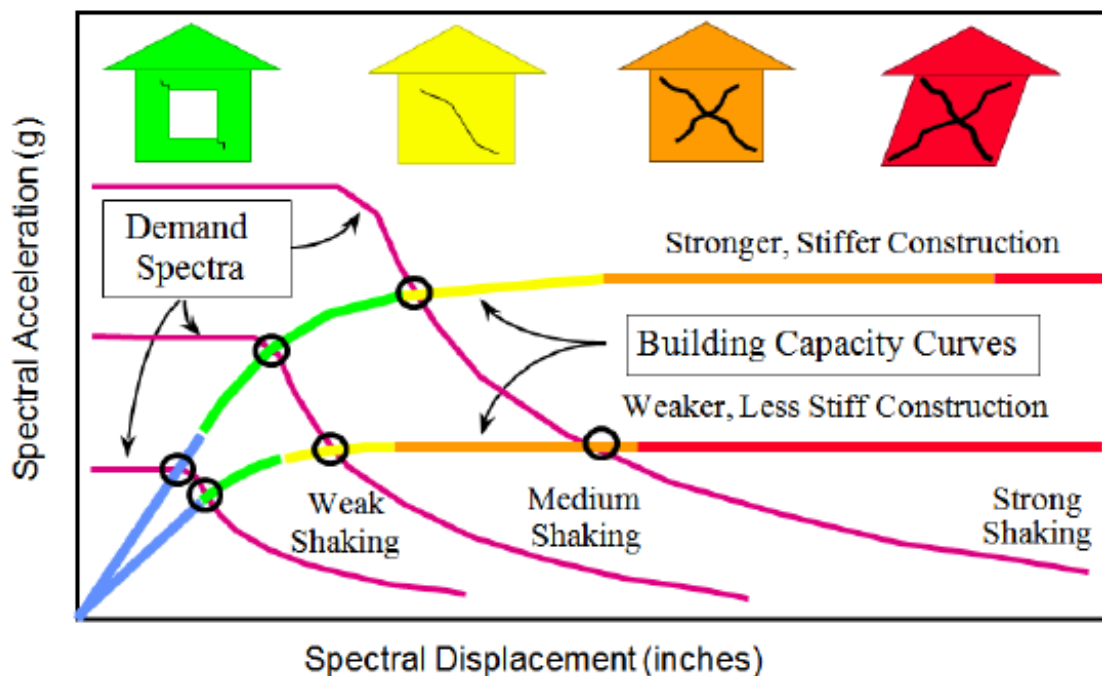 Spectral Acceleration (g)
Demand
Spectra
Stronger, Stiffer Construction
Building Capacity Curves
Weaker, Less Stiff Construction
Weak
Shaking
Medium
Shaking
Strong
Shaking
Spectral Displacement (inches)